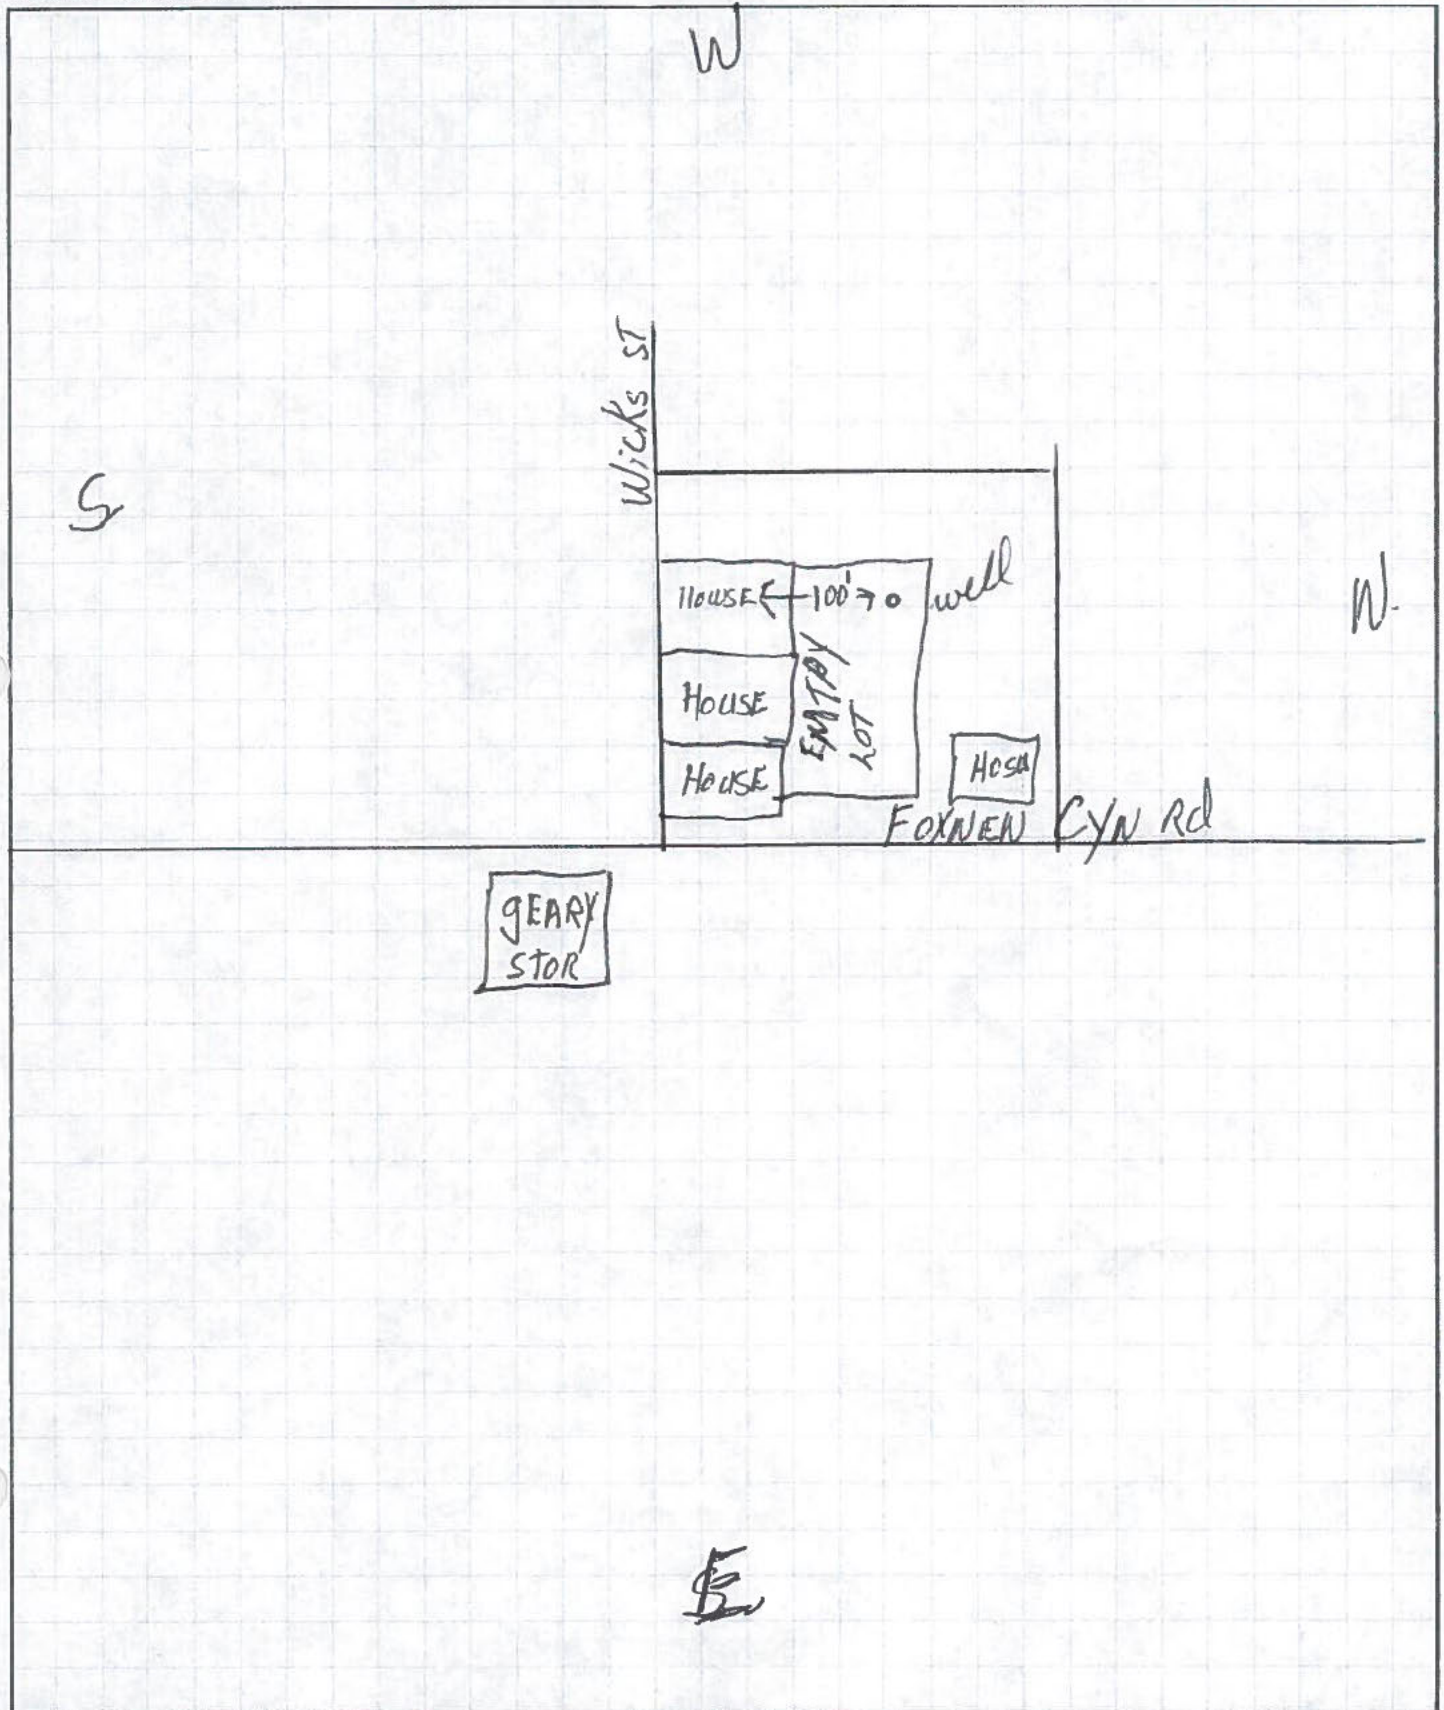 W
Wicks ST
S
HOUSE
100'
well
N.
HOUSE
EMTPY
LOT
HOUSE
FOXNEN CYN Rd
gEARY
STOR
E